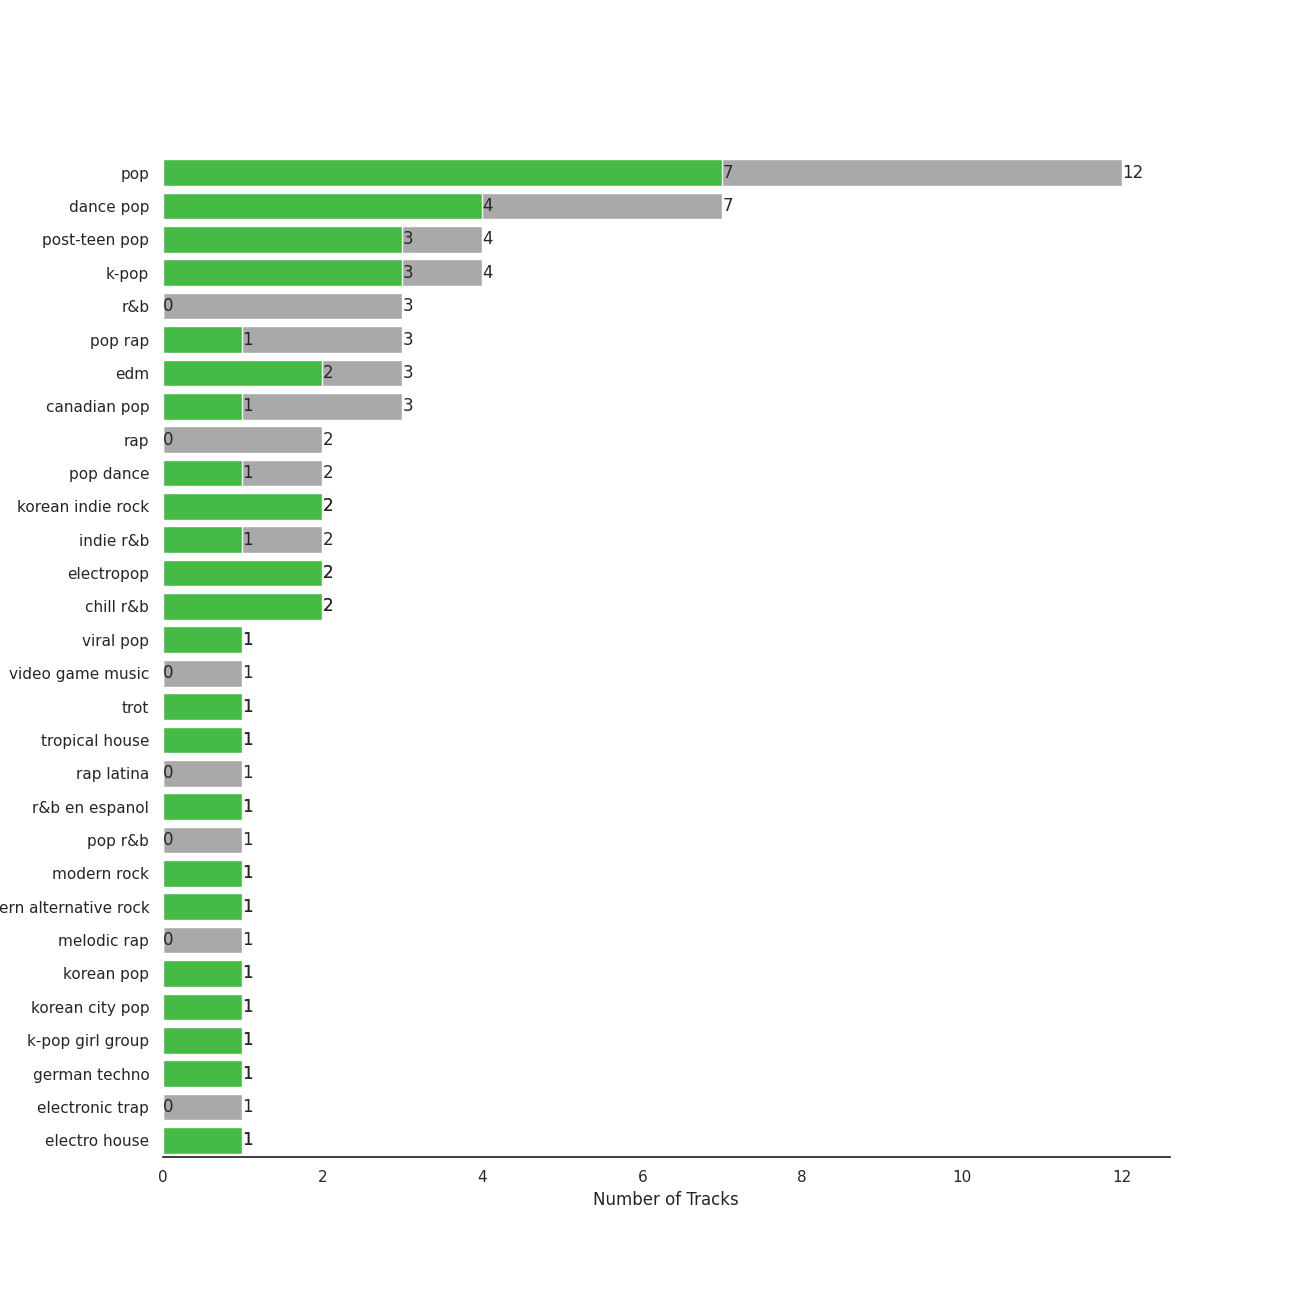 pop 7 12
dance pop 4 7
post-teen pop 3 4
k-pop 3 4
r&b 0 3
pop rap 1 3
edm 2 3
canadian pop 1 3
rap 0 2
pop dance 1 2
korean indie rock 2
indie r&b 1 2
electropop 2
chill r&b 2
viral pop 1
video game music 0 1
trot 1
tropical house 1
rap latina 0 1
r&b en espanol 1
pop r&b 0 1
modern rock 1
ern alternative rock 1
melodic rap 0 1
korean pop 1
korean city pop 1
k-pop girl group 1
german techno 1
electronic trap 0 1
electro house 1
0 2 4 6 8 10 12
Number of Tracks